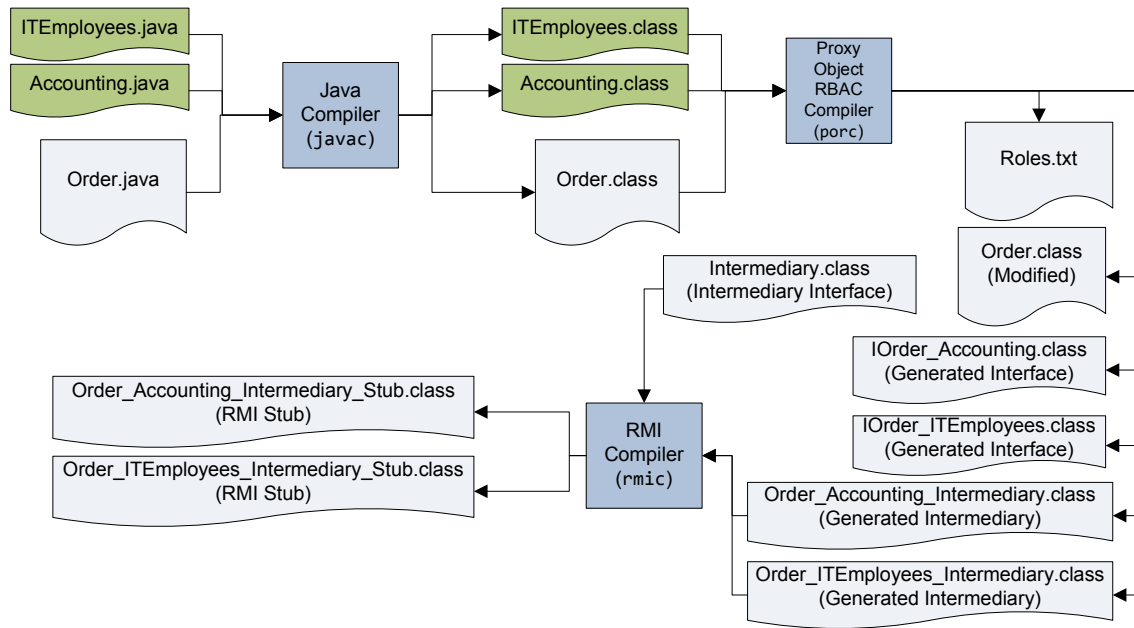 ITEmployees.java
Accounting.java
Order.java
Java
Compiler
(javac)
ITEmployees.class
Accounting.class
Order.class
Proxy
Object
RBAC
Compiler
(porc)
Roles.txt
Order.class
(Modified)
Intermediary.class
(Intermediary Interface)
IOrder_Accounting.class
(Generated Interface)
IOrder_ITEmployees.class
(Generated Interface)
Order_Accounting_Intermediary.class
(Generated Intermediary)
Order_ITEmployees_Intermediary.class
(Generated Intermediary)
RMI
Compiler
(rmic)
Order_Accounting_Intermediary_Stub.class
(RMI Stub)
Order_ITEmployees_Intermediary_Stub.class
(RMI Stub)